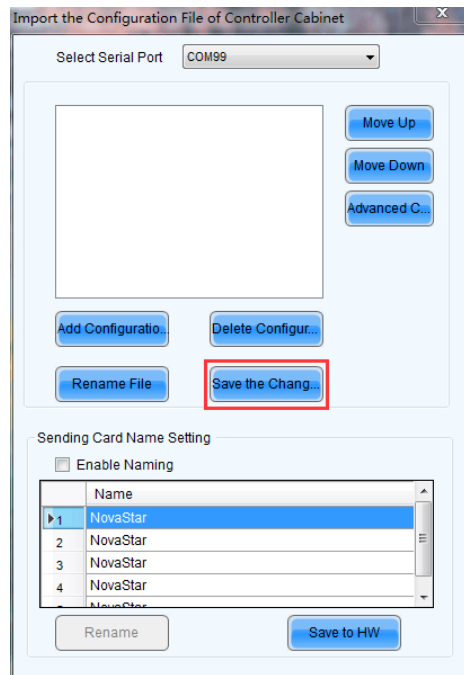 Import the Configuration File of Controller Cabinet
X
Select Serial Port COM99
Move Up
Move Down
Advanced C...
Add Configuratio... Delete Configur...
Rename File Save the Chang...
Sending Card Name Setting
Enable Naming
Name
1 NovaStar
2 NovaStar
3 NovaStar
4 NovaStar
NovaStar
Rename Save to HW